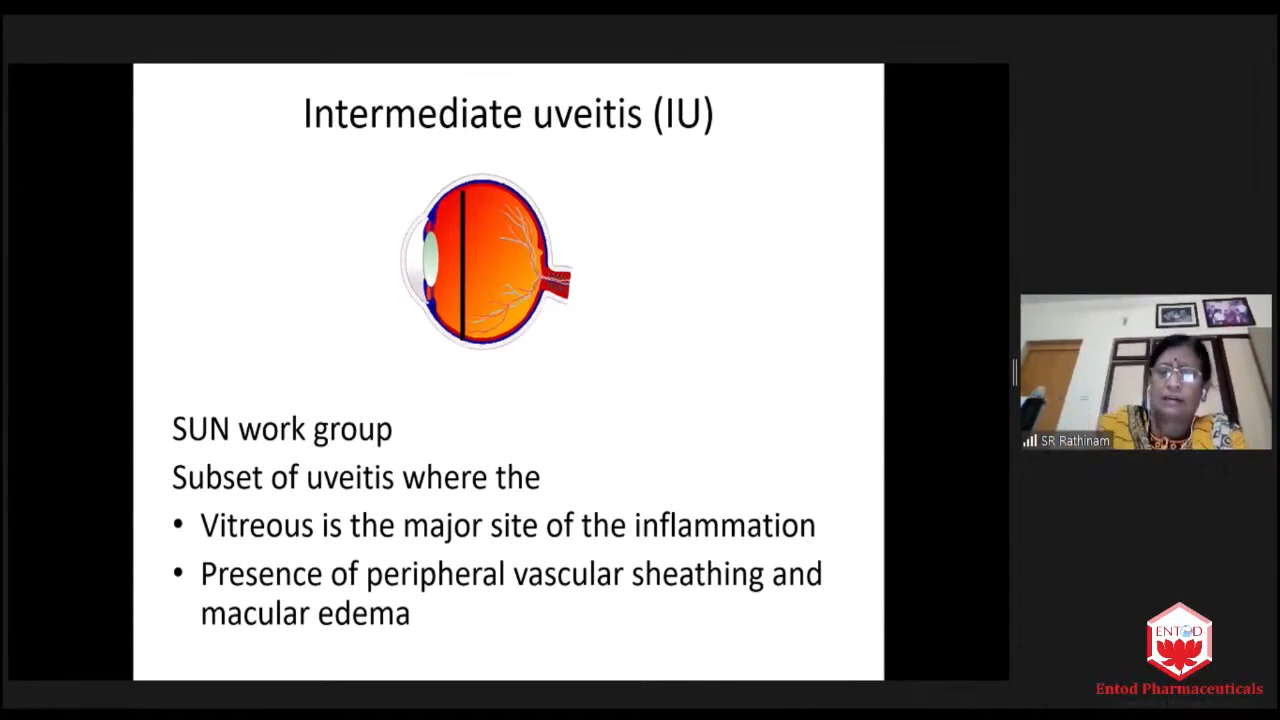 Intermediate uveitis (IU)
SUN work group
Subset of uveitis where the
• Vitreous is the major site of the inflammation
• Presence of peripheral vascular sheathing and
macular edema
SR Rathinam
ENTOD
Entod Pharmaceuticals